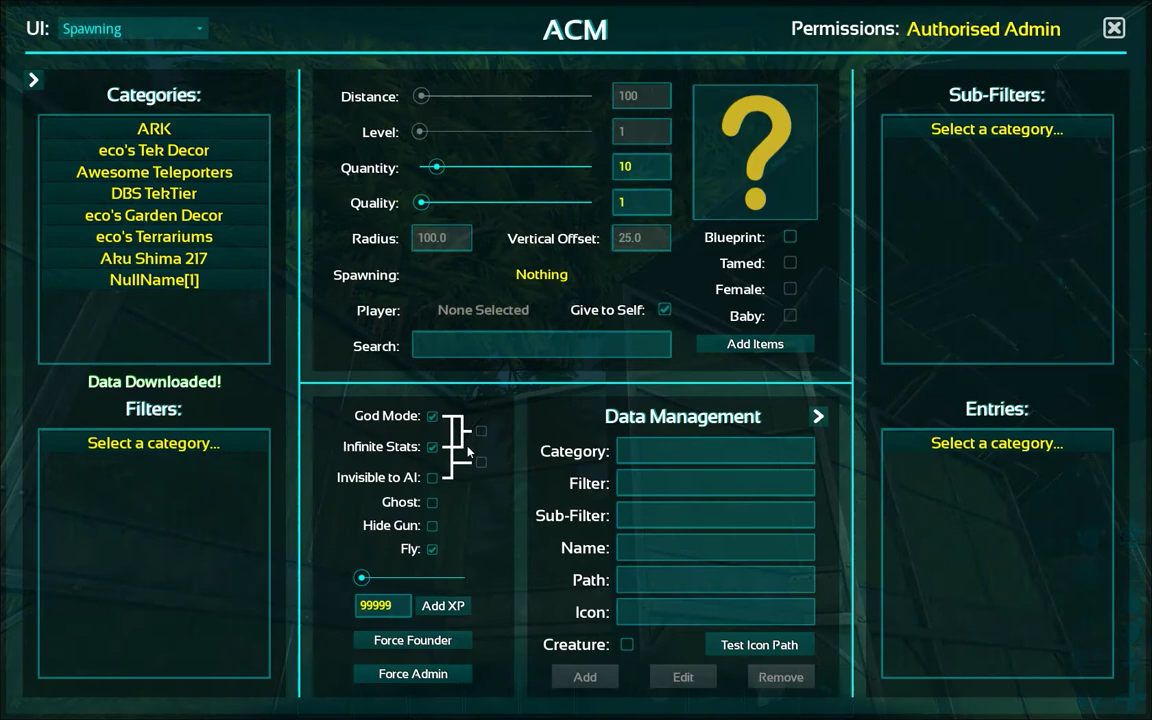 UI: Spawning
ACM
Permissions: Authorised Admin
Categories:
ARK
eco's Tek Decor
Awesome Teleporters
DBS TekTier
eco's Garden Decor
eco's Terrariums
Aku Shima 217
NullName[1]
Data Downloaded!
Filters:
Select a category...
Distance: 100
Level: 1
Quantity: 10
Quality: 1
Radius: 100.0 Vertical Offset: 25.0
Spawning: Nothing
Player: None Selected Give to Self:
Search:
?
Blueprint:
Tamed:
Female:
Baby:
Add Items
God Mode:
Infinite Stats:
Invisible to AI:
Ghost:
Hide Gun:
Fly:
99999 Add XP
Force Founder
Force Admin
Data Management
Category:
Filter:
Sub-Filter:
Name:
Path:
Icon:
Creature: Test Icon Path
Add Edit Remove
Sub-Filters:
Select a category...
Entries:
Select a category...